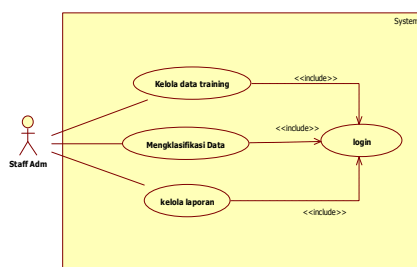 System
Kelola data training
<<include>>
<<include>>
Mengklasifikasi Data
login
Staff Adm
kelola laporan
<<include>>